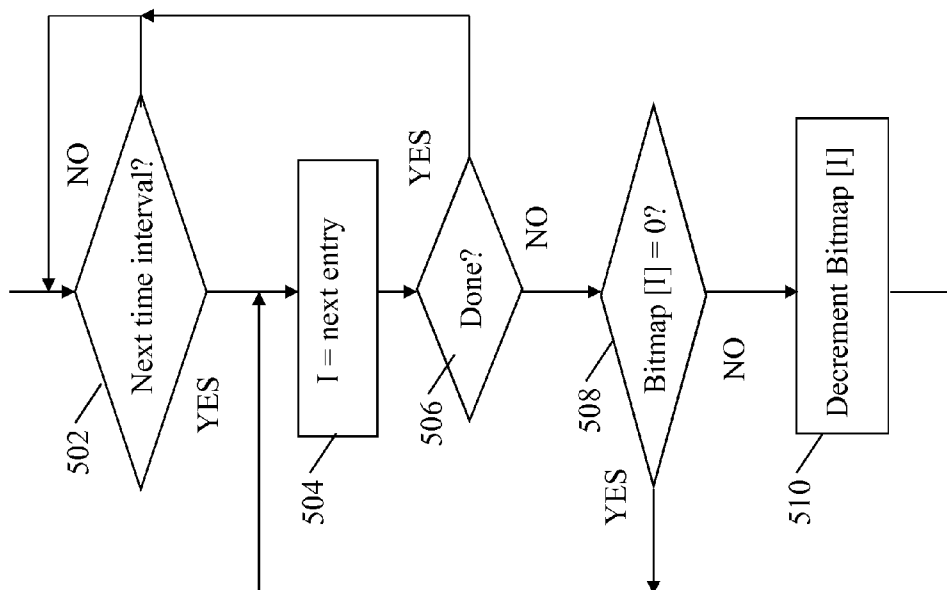 502
Next time interval?
NO
YES
504
I = next entry
506
Done?
YES
NO
508
Bitmap [I] = 0?
YES
NO
510
Decrement Bitmap [I]